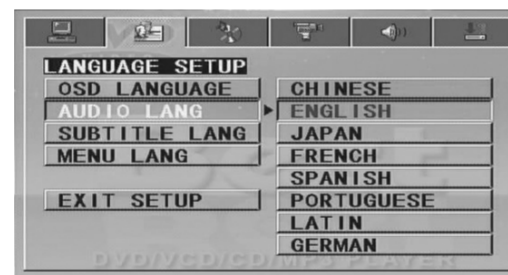 LANGUAGE SETUP
OSD LANGUAGE
AUDIO LANG
SUBTITLE LANG
MENU LANG
EXIT SETUP
CHINESE
ENGLISH
JAPAN
FRENCH
SPANISH
PORTUGUESE
LATIN
GERMAN
DVD/VCD/CD/MP3 PLAYER